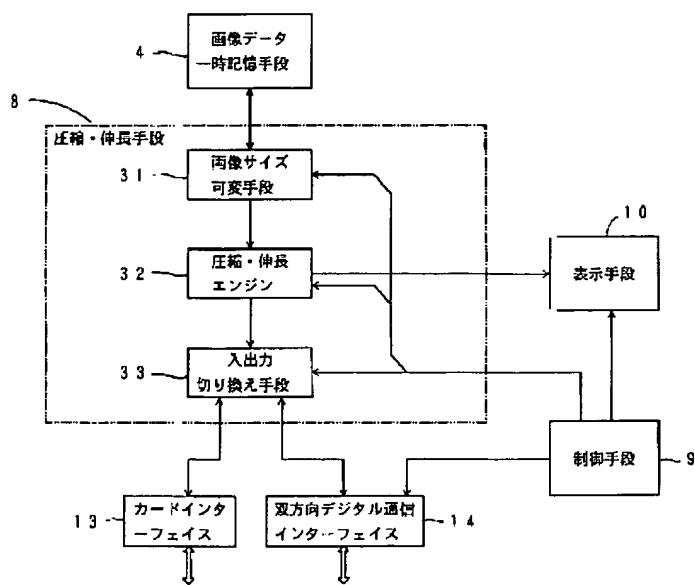 4
画像データ
一時記憶手段
8
圧縮・伸長手段
31
両像サイズ
可変手段
10
32
圧縮・伸長
エンジン
表示手段
33
入出力
切り換え手段
制御手段
9
13
カードインタ
ーフェイス
双方向デジタル通信
インターフェイス
14